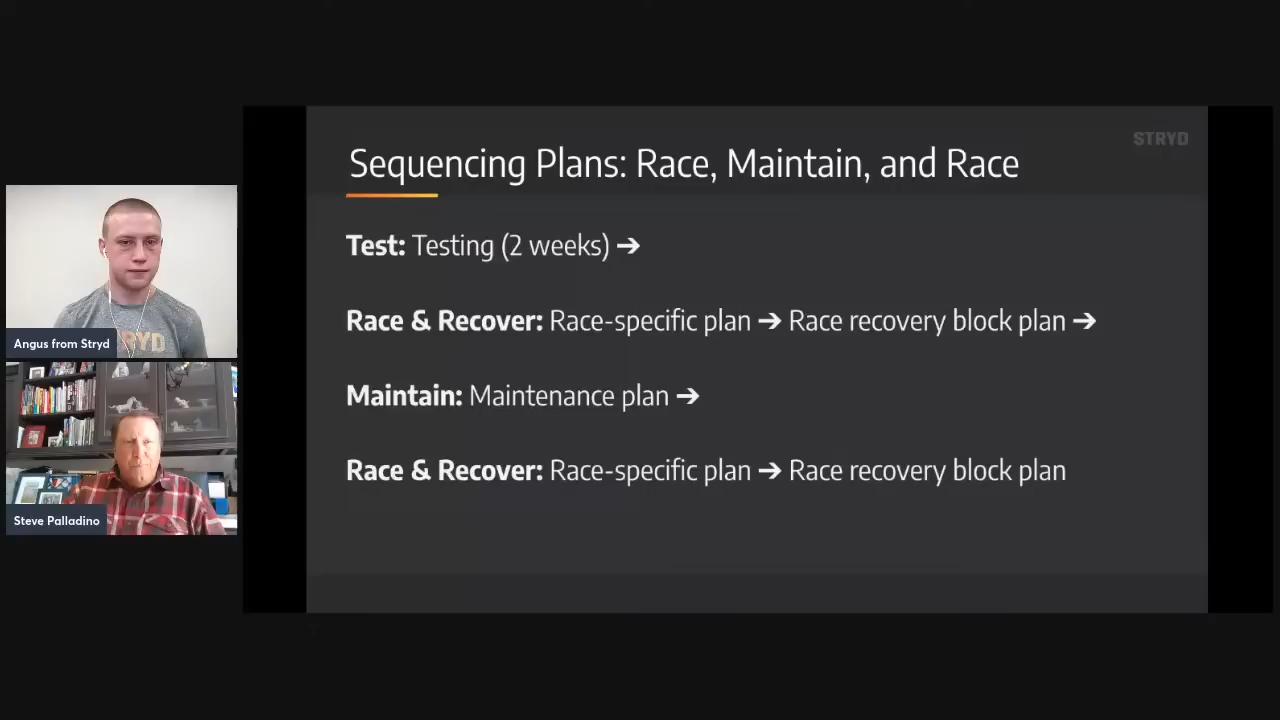 STRYD
Sequencing Plans: Race, Maintain, and Race
Test: Testing (2 weeks) ➔
Race & Recover: Race-specific plan ➔ Race recovery block plan ➔
Maintain: Maintenance plan ➔
Race & Recover: Race-specific plan ➔ Race recovery block plan
RYD
Angus from Stryd
Steve Palladino